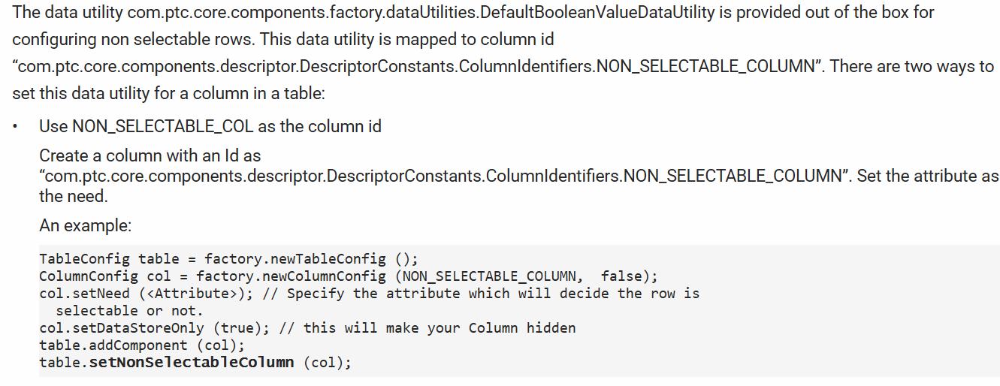 The data utility com.ptc.core.components.factory.dataUtilities.DefaultBooleanValueDataUtility is provided out of the box for
configuring non selectable rows. This data utility is mapped to column id
“com.ptc.core.components.descriptor.DescriptorConstants.ColumnIdentifiers.NON_SELECTABLE_COLUMN”. There are two ways to
set this data utility for a column in a table:
• Use NON_SELECTABLE_COL as the column id
Create a column with an Id as
“com.ptc.core.components.descriptor.DescriptorConstants.ColumnIdentifiers.NON_SELECTABLE_COLUMN”. Set the attribute as
the need.
An example:
TableConfig table = factory.newTableConfig ();
ColumnConfig col = factory.newColumnConfig (NON_SELECTABLE_COLUMN,  false);
col.setNeed (<Attribute>); // Specify the attribute which will decide the row is
  selectable or not.
col.setDataStoreOnly (true); // this will make your Column hidden
table.addComponent (col);
table.setNonSelectableColumn (col);